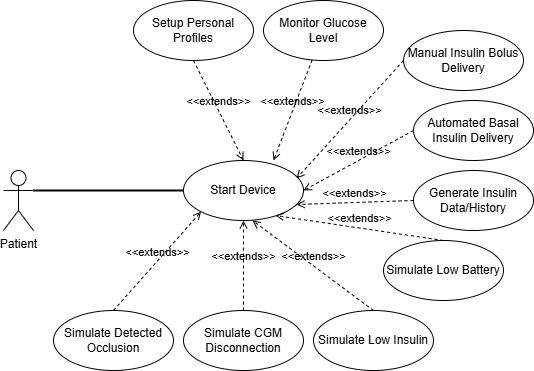 Setup Personal
Profiles
Monitor Glucose
Level
Manual Insulin Bolus
Delivery
<<extends>>
<<extends>>
<<extends>>
Automated Basal
Insulin Delivery
<<extends>>
Start Device
Generate Insulin
Data/History
<<extends>>
<<extends>>
Patient
<<extends>>
<<extends>>
<<extends>>
Simulate Low Battery
Simulate Detected
Occlusion
Simulate CGM
Disconnection
Simulate Low Insulin